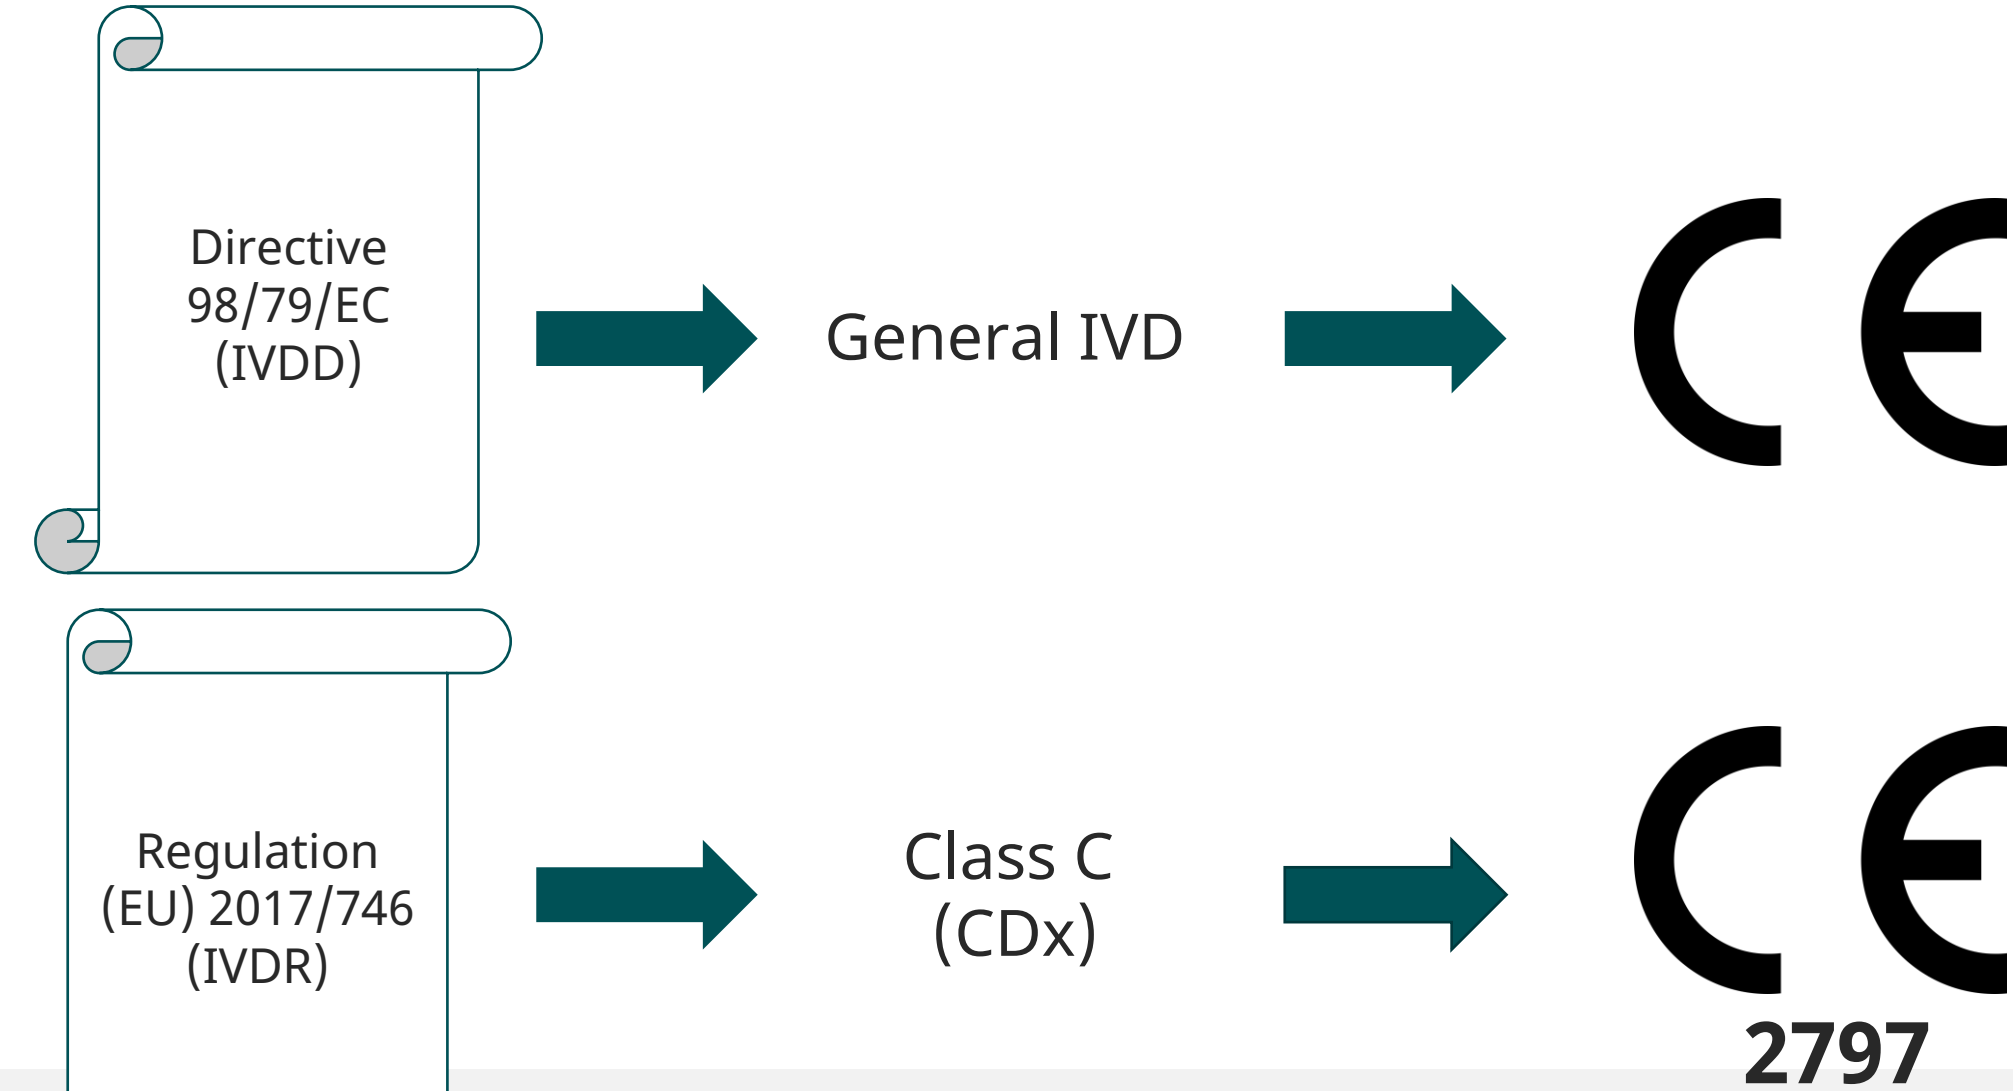 Directive
98/79/EC
(IVDD)
General IVD
CE
Regulation
(EU) 2017/746
(IVDR)
Class C
(CDx)
CE
2797